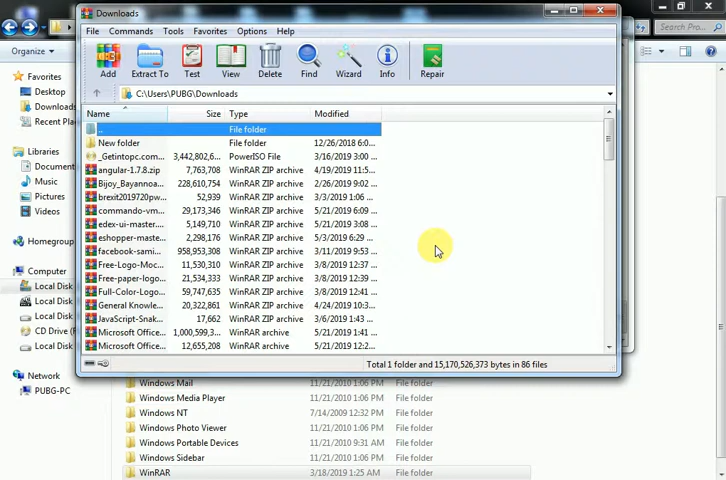 Downloads
File Commands Tools Favorites Options Help
Add Extract To Test View Delete Find Wizard Info Repair
C:\Users\PUBG\Downloads
Name Size Type Modified
.. File folder
New folder File folder 12/26/2018 6:0...
_Getintopc.com... 3,442,802,6... PowerISO File 3/16/2019 3:00 ...
angular-1.7.8.zip 7,763,708 WinRAR ZIP archive 4/19/2019 11:5...
Bijoy_Bayannoa... 228,610,754 WinRAR ZIP archive 2/26/2019 9:02 ...
brexit2019tpow... 52,939 WinRAR ZIP archive 3/3/2019 1:06 ...
commando-vm... 29,173,346 WinRAR ZIP archive 5/21/2019 6:09 ...
edex-ui-master.... 5,149,710 WinRAR ZIP archive 5/21/2019 3:08 ...
eshopper-maste... 2,298,176 WinRAR ZIP archive 5/3/2019 6:29 ...
facebook-sami... 958,953,308 WinRAR ZIP archive 3/11/2019 9:53 ...
Free-Logo-Moc... 11,530,310 WinRAR ZIP archive 3/8/2019 12:37 ...
Free-paper-logo... 21,534,333 WinRAR ZIP archive 3/8/2019 12:39 ...
Full-Color-Logo... 59,747,635 WinRAR ZIP archive 3/8/2019 12:41 ...
General Knowle... 20,322,861 WinRAR ZIP archive 4/24/2019 10:3...
JavaScript-Snak... 17,662 WinRAR ZIP archive 3/6/2019 1:43 ...
Microsoft Office... 1,000,599,3... WinRAR archive 5/21/2019 1:41 ...
Microsoft Office... 12,655,208 WinRAR archive 5/21/2019 12:2...
Total 1 folder and 15,170,526,373 bytes in 86 files
Organize
Search Pro...
Favorites
Desktop
Downloads
Recent Pla
Libraries
Document
Music
Pictures
Videos
Homegroup
Computer
Local Disk
Local Disk
Local Disk
CD Drive (
Local Disk
Network
PUBG-PC
Windows Mail 11/21/2010 1:06 PM File folder
Windows Media Player 11/21/2010 1:06 PM File folder
Windows NT 7/14/2009 12:32 PM File folder
Windows Photo Viewer 11/21/2010 1:06 PM File folder
Windows Portable Devices 11/21/2010 9:31 AM File folder
Windows Sidebar 11/21/2010 1:06 PM File folder
WinRAR 3/18/2019 1:25 AM File folder